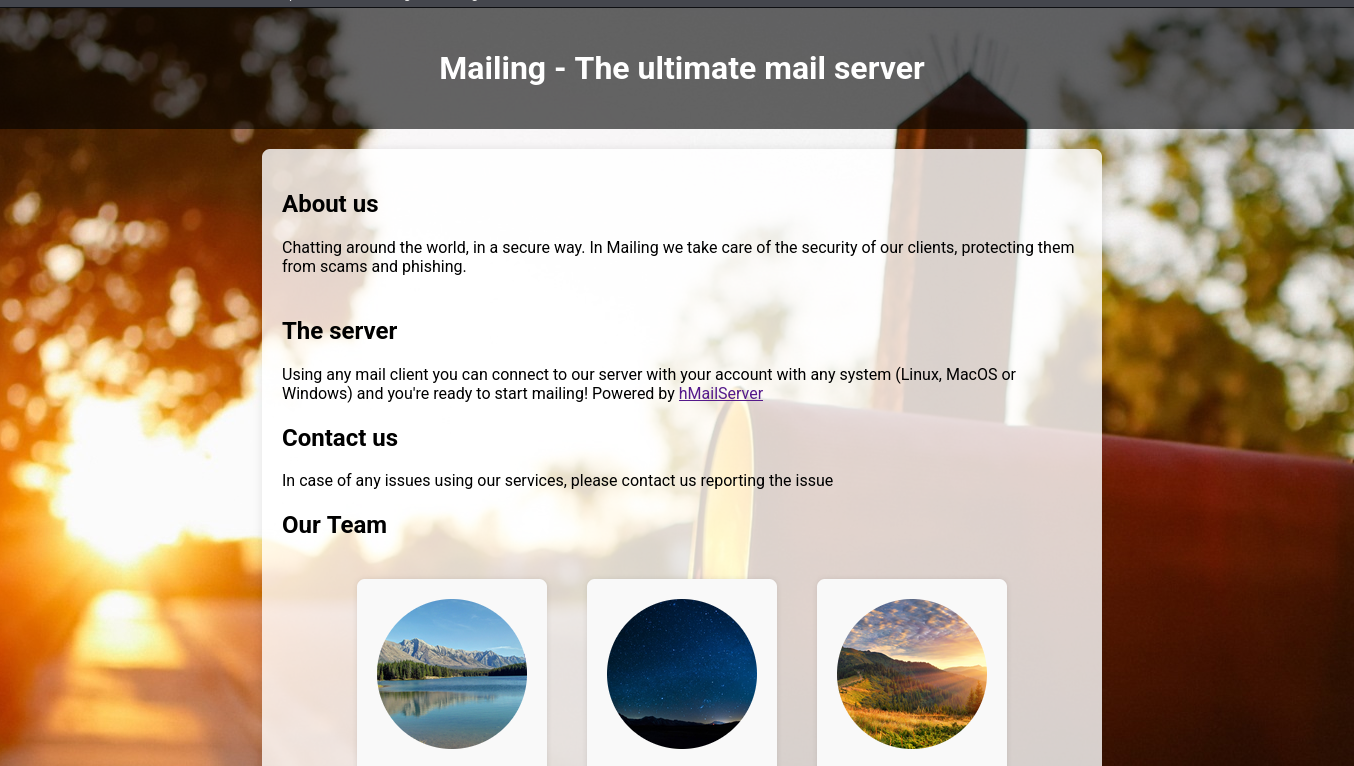 Mailing - The ultimate mail server
About us
Chatting around the world, in a secure way. In Mailing we take care of the security of our clients, protecting them
from scams and phishing.
The server
Using any mail client you can connect to our server with your account with any system (Linux, MacOS or
Windows) and you're ready to start mailing! Powered by hMailServer
Contact us
In case of any issues using our services, please contact us reporting the issue
Our Team